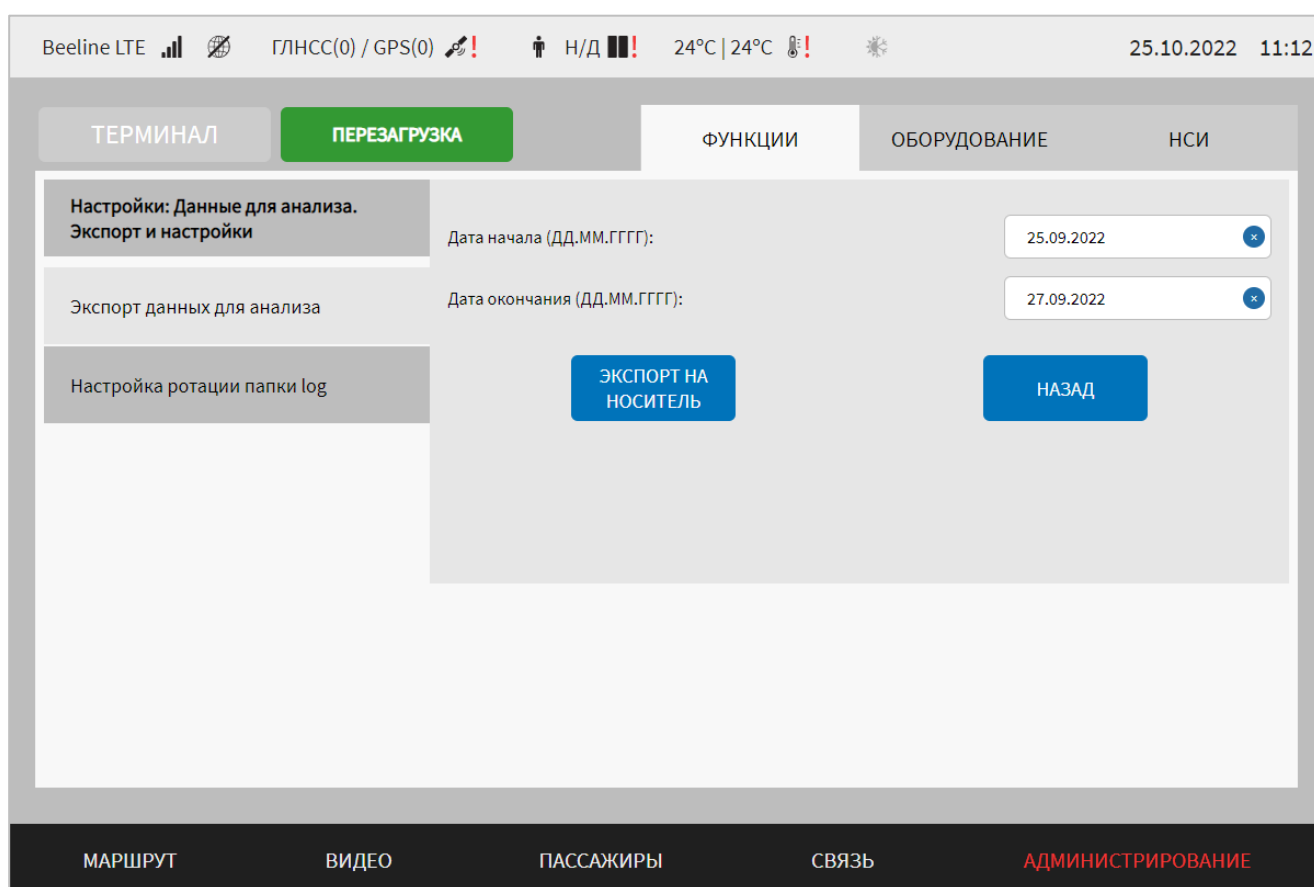 Beeline LTE ГЛНСС(0) / GPS(0) ! Н/Д ! 24°C | 24°C ! 25.10.2022 11:12
ТЕРМИНАЛ ПЕРЕЗАГРУЗКА ФУНКЦИИ ОБОРУДОВАНИЕ НСИ
Настройки: Данные для анализа.
Экспорт и настройки
Дата начала (ДД.ММ.ГГГГ): 25.09.2022
Экспорт данных для анализа
Дата окончания (ДД.ММ.ГГГГ): 27.09.2022
Настройка ротации папки log
ЭКСПОРТ НА
НОСИТЕЛЬ
НАЗАД
МАРШРУТ ВИДЕО ПАССАЖИРЫ СВЯЗЬ АДМИНИСТРИРОВАНИЕ